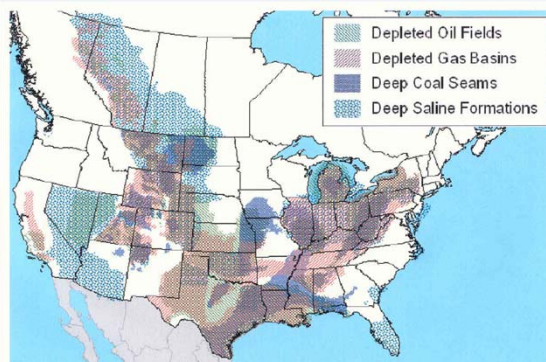 Depleted Oil Fields
Depleted Gas Basins
Deep Coal Seams
Deep Saline Formations